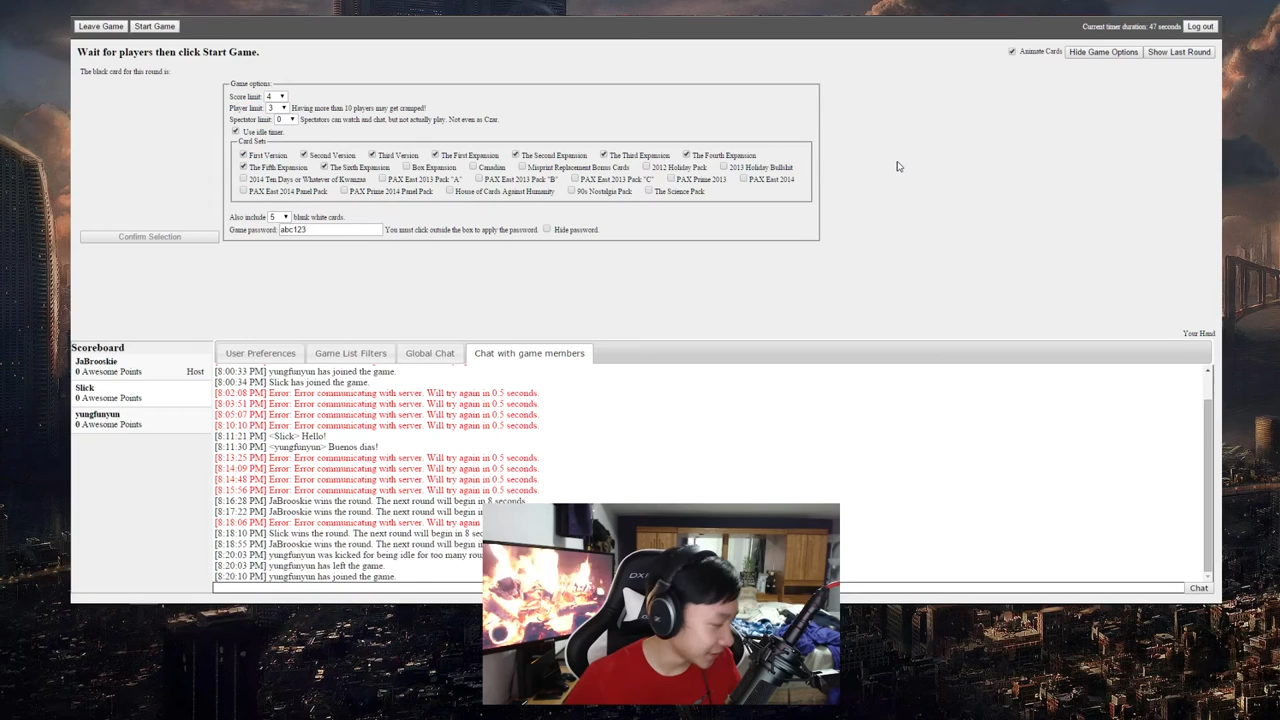 Leave Game Start Game Current timer duration: 47 seconds Log out
Wait for players then click Start Game. Animate Cards Hide Game Options Show Last Round
The black card for this round is:
Game options:
Score limit: 4
Player limit: 3 Having more than 10 players may get cramped!
Spectator limit: 0 Spectators can watch and chat, but not actually play. Not even as Czar.
Use idle timer.
Card Sets
First Version Second Version Third Version The First Expansion The Second Expansion The Third Expansion The Fourth Expansion
The Fifth Expansion The Sixth Expansion Box Expansion Canadian Misprint Replacement Bonus Cards 2012 Holiday Pack 2013 Holiday Bullshit
2014 Ten Days or Whatever of Kwanzaa PAX East 2013 Pack "A" PAX East 2013 Pack "B" PAX East 2013 Pack "C" PAX Prime 2013 PAX East 2014
PAX East 2014 Panel Pack PAX Prime 2014 Panel Pack House of Cards Against Humanity 90s Nostalgia Pack The Science Pack
Also include 5 blank white cards.
Game password: abc123 You must click outside the box to apply the password. Hide password.
Confirm Selection
Your Hand
Scoreboard
JaBrooskie
0 Awesome Points Host
Slick
0 Awesome Points
yungfunyun
0 Awesome Points
User Preferences Game List Filters Global Chat Chat with game members
[8:00:33 PM] yungfunyun has joined the game.
[8:00:34 PM] Slick has joined the game.
[8:02:08 PM] Error: Error communicating with server. Will try again in 0.5 seconds.
[8:03:51 PM] Error: Error communicating with server. Will try again in 0.5 seconds.
[8:05:07 PM] Error: Error communicating with server. Will try again in 0.5 seconds.
[8:10:10 PM] Error: Error communicating with server. Will try again in 0.5 seconds.
[8:11:21 PM] <Slick> Hello!
[8:11:30 PM] <yungfunyun> Buenos dias!
[8:13:25 PM] Error: Error communicating with server. Will try again in 0.5 seconds.
[8:14:09 PM] Error: Error communicating with server. Will try again in 0.5 seconds.
[8:14:48 PM] Error: Error communicating with server. Will try again in 0.5 seconds.
[8:15:56 PM] Error: Error communicating with server. Will try again in 0.5 seconds.
[8:16:28 PM] JaBrooskie wins the round. The next round will begin in 8 seconds.
[8:17:22 PM] JaBrooskie wins the round. The next round will begin in
[8:18:06 PM] Error: Error communicating with server. Will try again
[8:18:10 PM] Slick wins the round. The next round will begin in 8 sec
[8:18:55 PM] JaBrooskie wins the round. The next round will begin in
[8:20:03 PM] yungfunyun was kicked for being idle for too many rou
[8:20:03 PM] yungfunyun has left the game.
[8:20:10 PM] yungfunyun has joined the game.
Chat